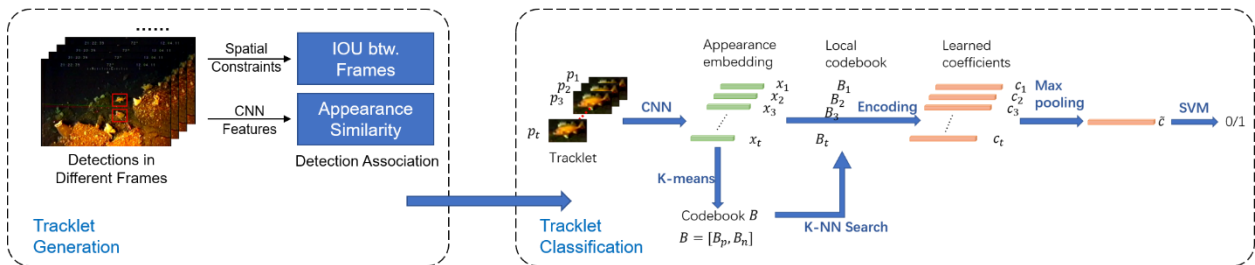 ......
Spatial
Constraints
CNN
Features
IOU btw.
Frames
Appearance
Similarity
Detections in
Different Frames
Detection Association
Tracklet
Generation
p₁
p₂
p₃
pₜ
Tracklet
CNN
Appearance
embedding
x₁
x₂
x₃
xₜ
K-means
Codebook B
B = [Bₚ, Bₙ]
Local
codebook
B₁
B₂
B₃
Bₜ
K-NN Search
Encoding
Learned
coefficients
c₁
c₂
c₃
cₜ
Max
pooling
c̄
SVM
0/1
Tracklet
Classification